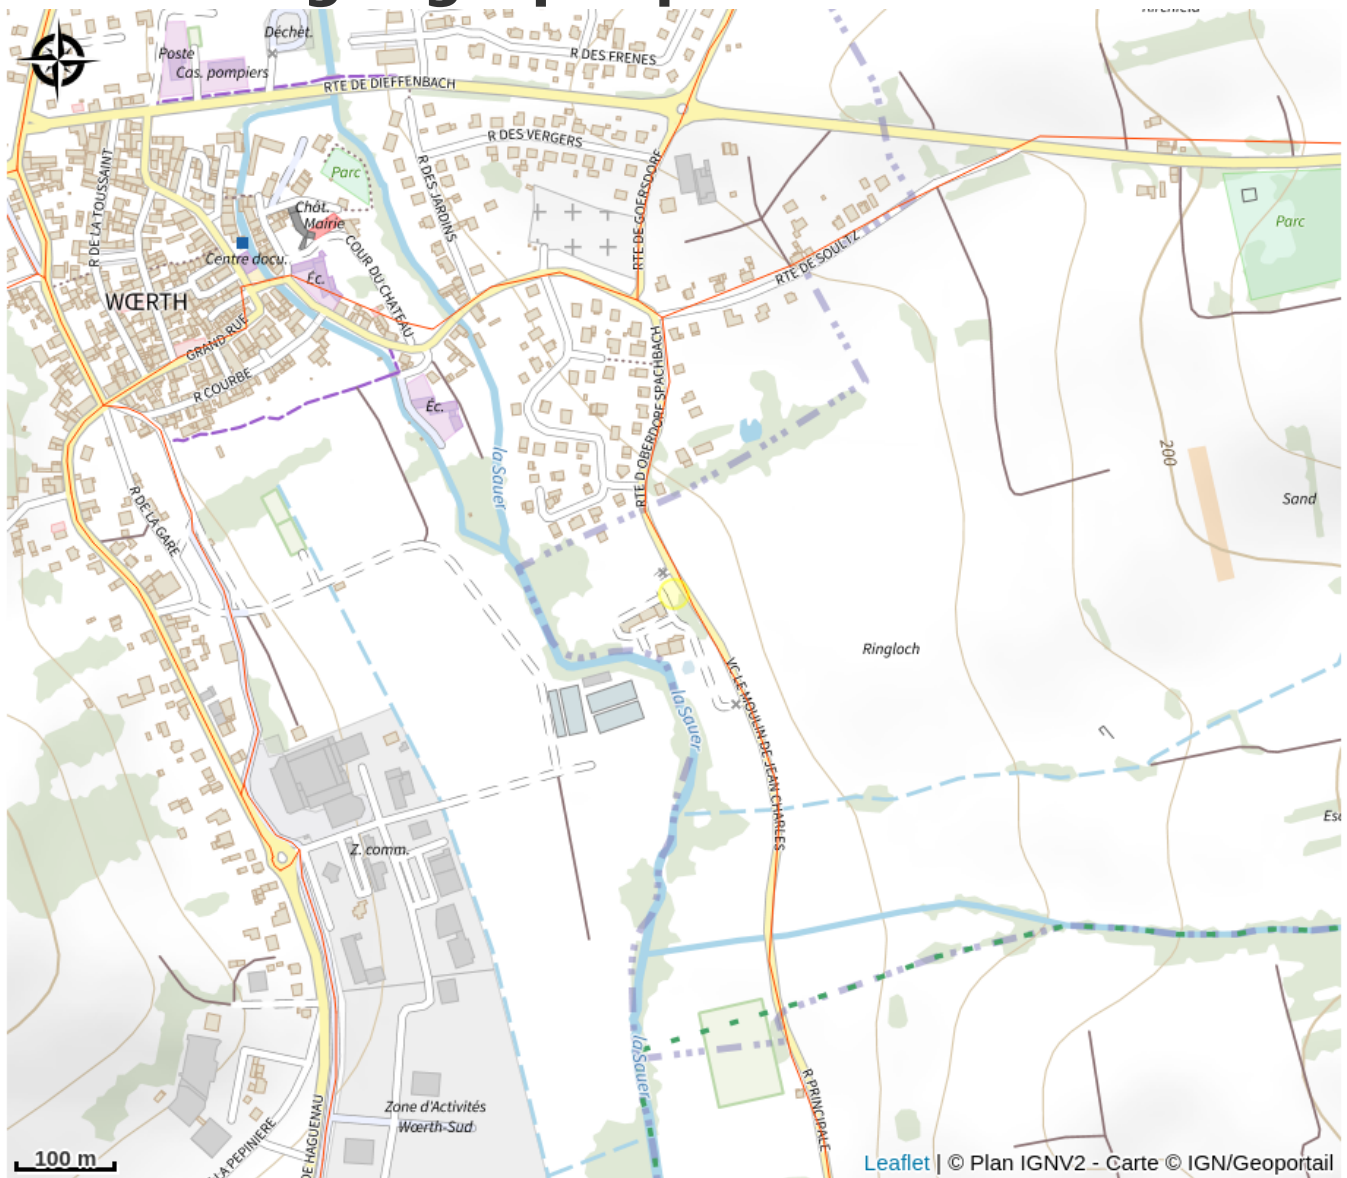 Déchèt.
Poste
Cas. pompiers
R DES FRENES
RTE DE DIEFFENBACH
R DES VERGERS
R DE LA TOUSSAINT
R DES JARDINS
RTE DE GOERSDORF
Parc
Chât.
Mairie
Centre docu.
Éc.
COUR DU CHATEAU
RTE DE SOULTZ
Parc
WŒRTH
GRAND RUE
R COURBE
Éc.
RTE D OBERDORF SPACHBACH
200
Sand
la Sauer
R DE LA GARE
Ringloch
VC LE MOULIN DE JEAN CHARLES
la Sauer
Z. comm.
la Sauer
R PRINCIPALE
Zone d'Activités
Wœrth-Sud
LA PEPINIERE
DE HAGUENAU
100 m
Leaflet | © Plan IGNV2 - Carte © IGN/Geoportail